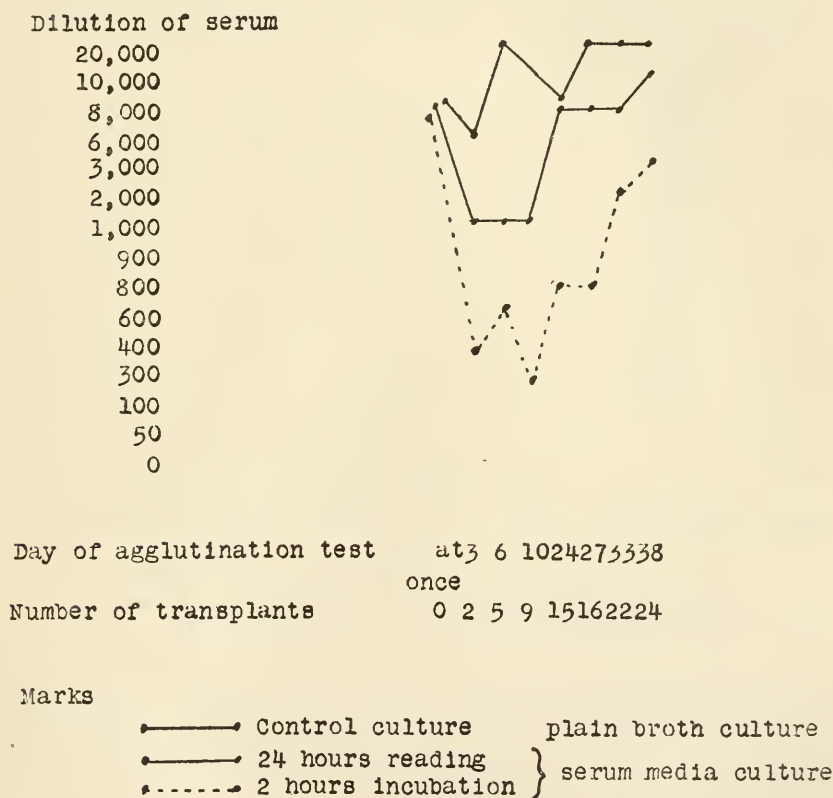 Dilution of serum
20,000
10,000
8,000
6,000
3,000
2,000
1,000
900
800
600
400
300
100
50
0
Day of agglutination test at3 6 1024273338
once
Number of transplants 0 2 5 9 15162224
Marks
Control culture plain broth culture
24 hours reading
2 hours incubation } serum media culture